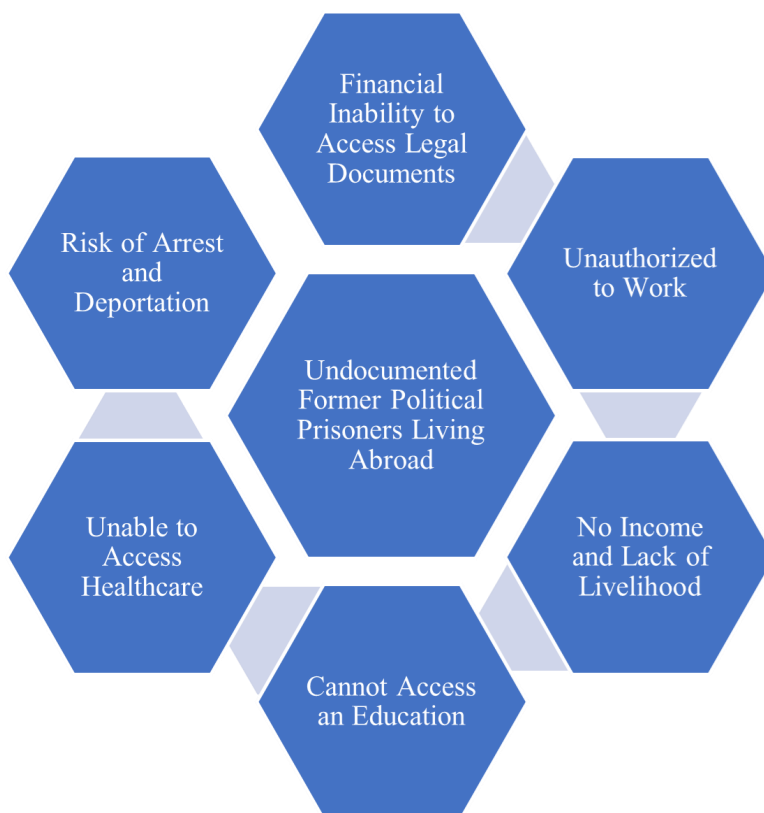 Financial
Inability to
Access Legal
Documents
Unauthorized
to Work
No Income
and Lack of
Livelihood
Cannot Access
an Education
Unable to
Access
Healthcare
Risk of Arrest
and
Deportation
Undocumented
Former Political
Prisoners Living
Abroad